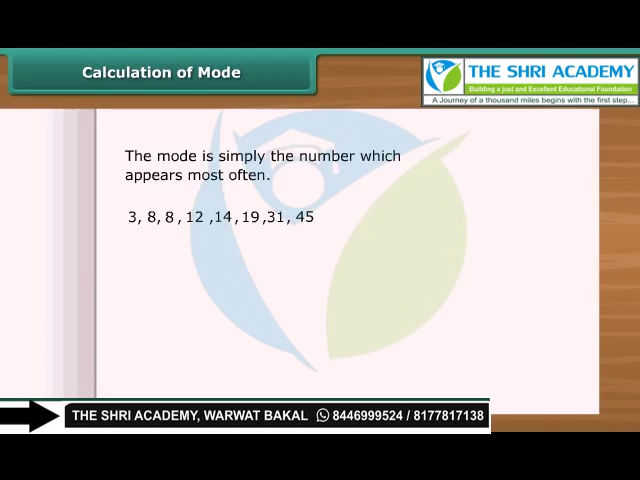 Calculation of Mode
THE SHRI ACADEMY
Building a just and Excellent Educational Foundation
A Journey of a thousand miles begins with the first step...
The mode is simply the number which
appears most often.
3, 8, 8 , 12 ,14 , 19 ,31 , 45
THE SHRI ACADEMY, WARWAT BAKAL 8446999524 / 8177817138